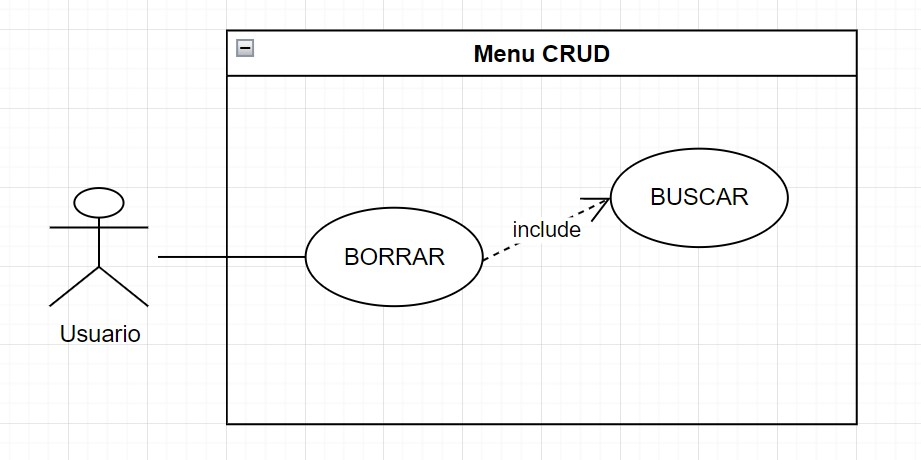 Menu CRUD
BUSCAR
include
BORRAR
Usuario